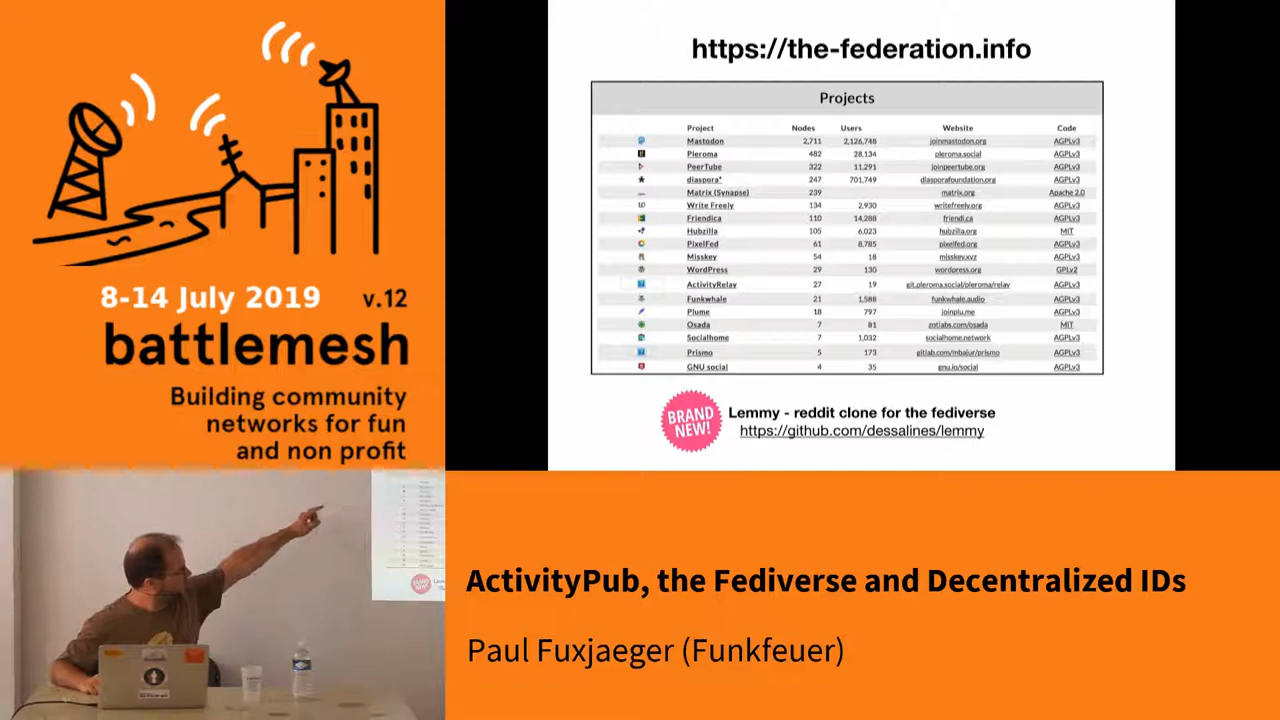 8-14 July 2019 v.12
battlemesh
Building community
networks for fun
and non profit
https://the-federation.info
Projects
Project Nodes Users Website Code
Mastodon 2,711 2,126,748 joinmastodon.org AGPLv3
Pleroma 482 28,134 pleroma.social AGPLv3
PeerTube 322 11,291 joinpeertube.org AGPLv3
diaspora* 247 701,749 diasporafoundation.org AGPLv3
Matrix (Synapse) 239 matrix.org Apache 2.0
Write Freely 134 2,930 writefreely.org AGPLv3
Friendica 110 14,288 friendi.ca AGPLv3
Hubzilla 105 6,023 hubzilla.org MIT
PixelFed 61 8,785 pixelfed.org AGPLv3
Misskey 54 18 misskey.xyz AGPLv3
WordPress 29 130 wordpress.org GPLv2
ActivityRelay 27 19 git.pleroma.social/pleroma/relay AGPLv3
Funkwhale 21 1,588 funkwhale.audio AGPLv3
Plume 18 797 joinplu.me AGPLv3
Osada 7 81 zotlabs.com/osada MIT
Socialhome 7 1,032 socialhome.network AGPLv3
Prismo 5 173 gitlab.com/mbajur/prismo AGPLv3
GNU social 4 35 gnu.io/social AGPLv3
BRAND
NEW!
Lemmy - reddit clone for the fediverse
https://github.com/dessalines/lemmy
ActivityPub, the Fediverse and Decentralized IDs
Paul Fuxjaeger (Funkfeuer)